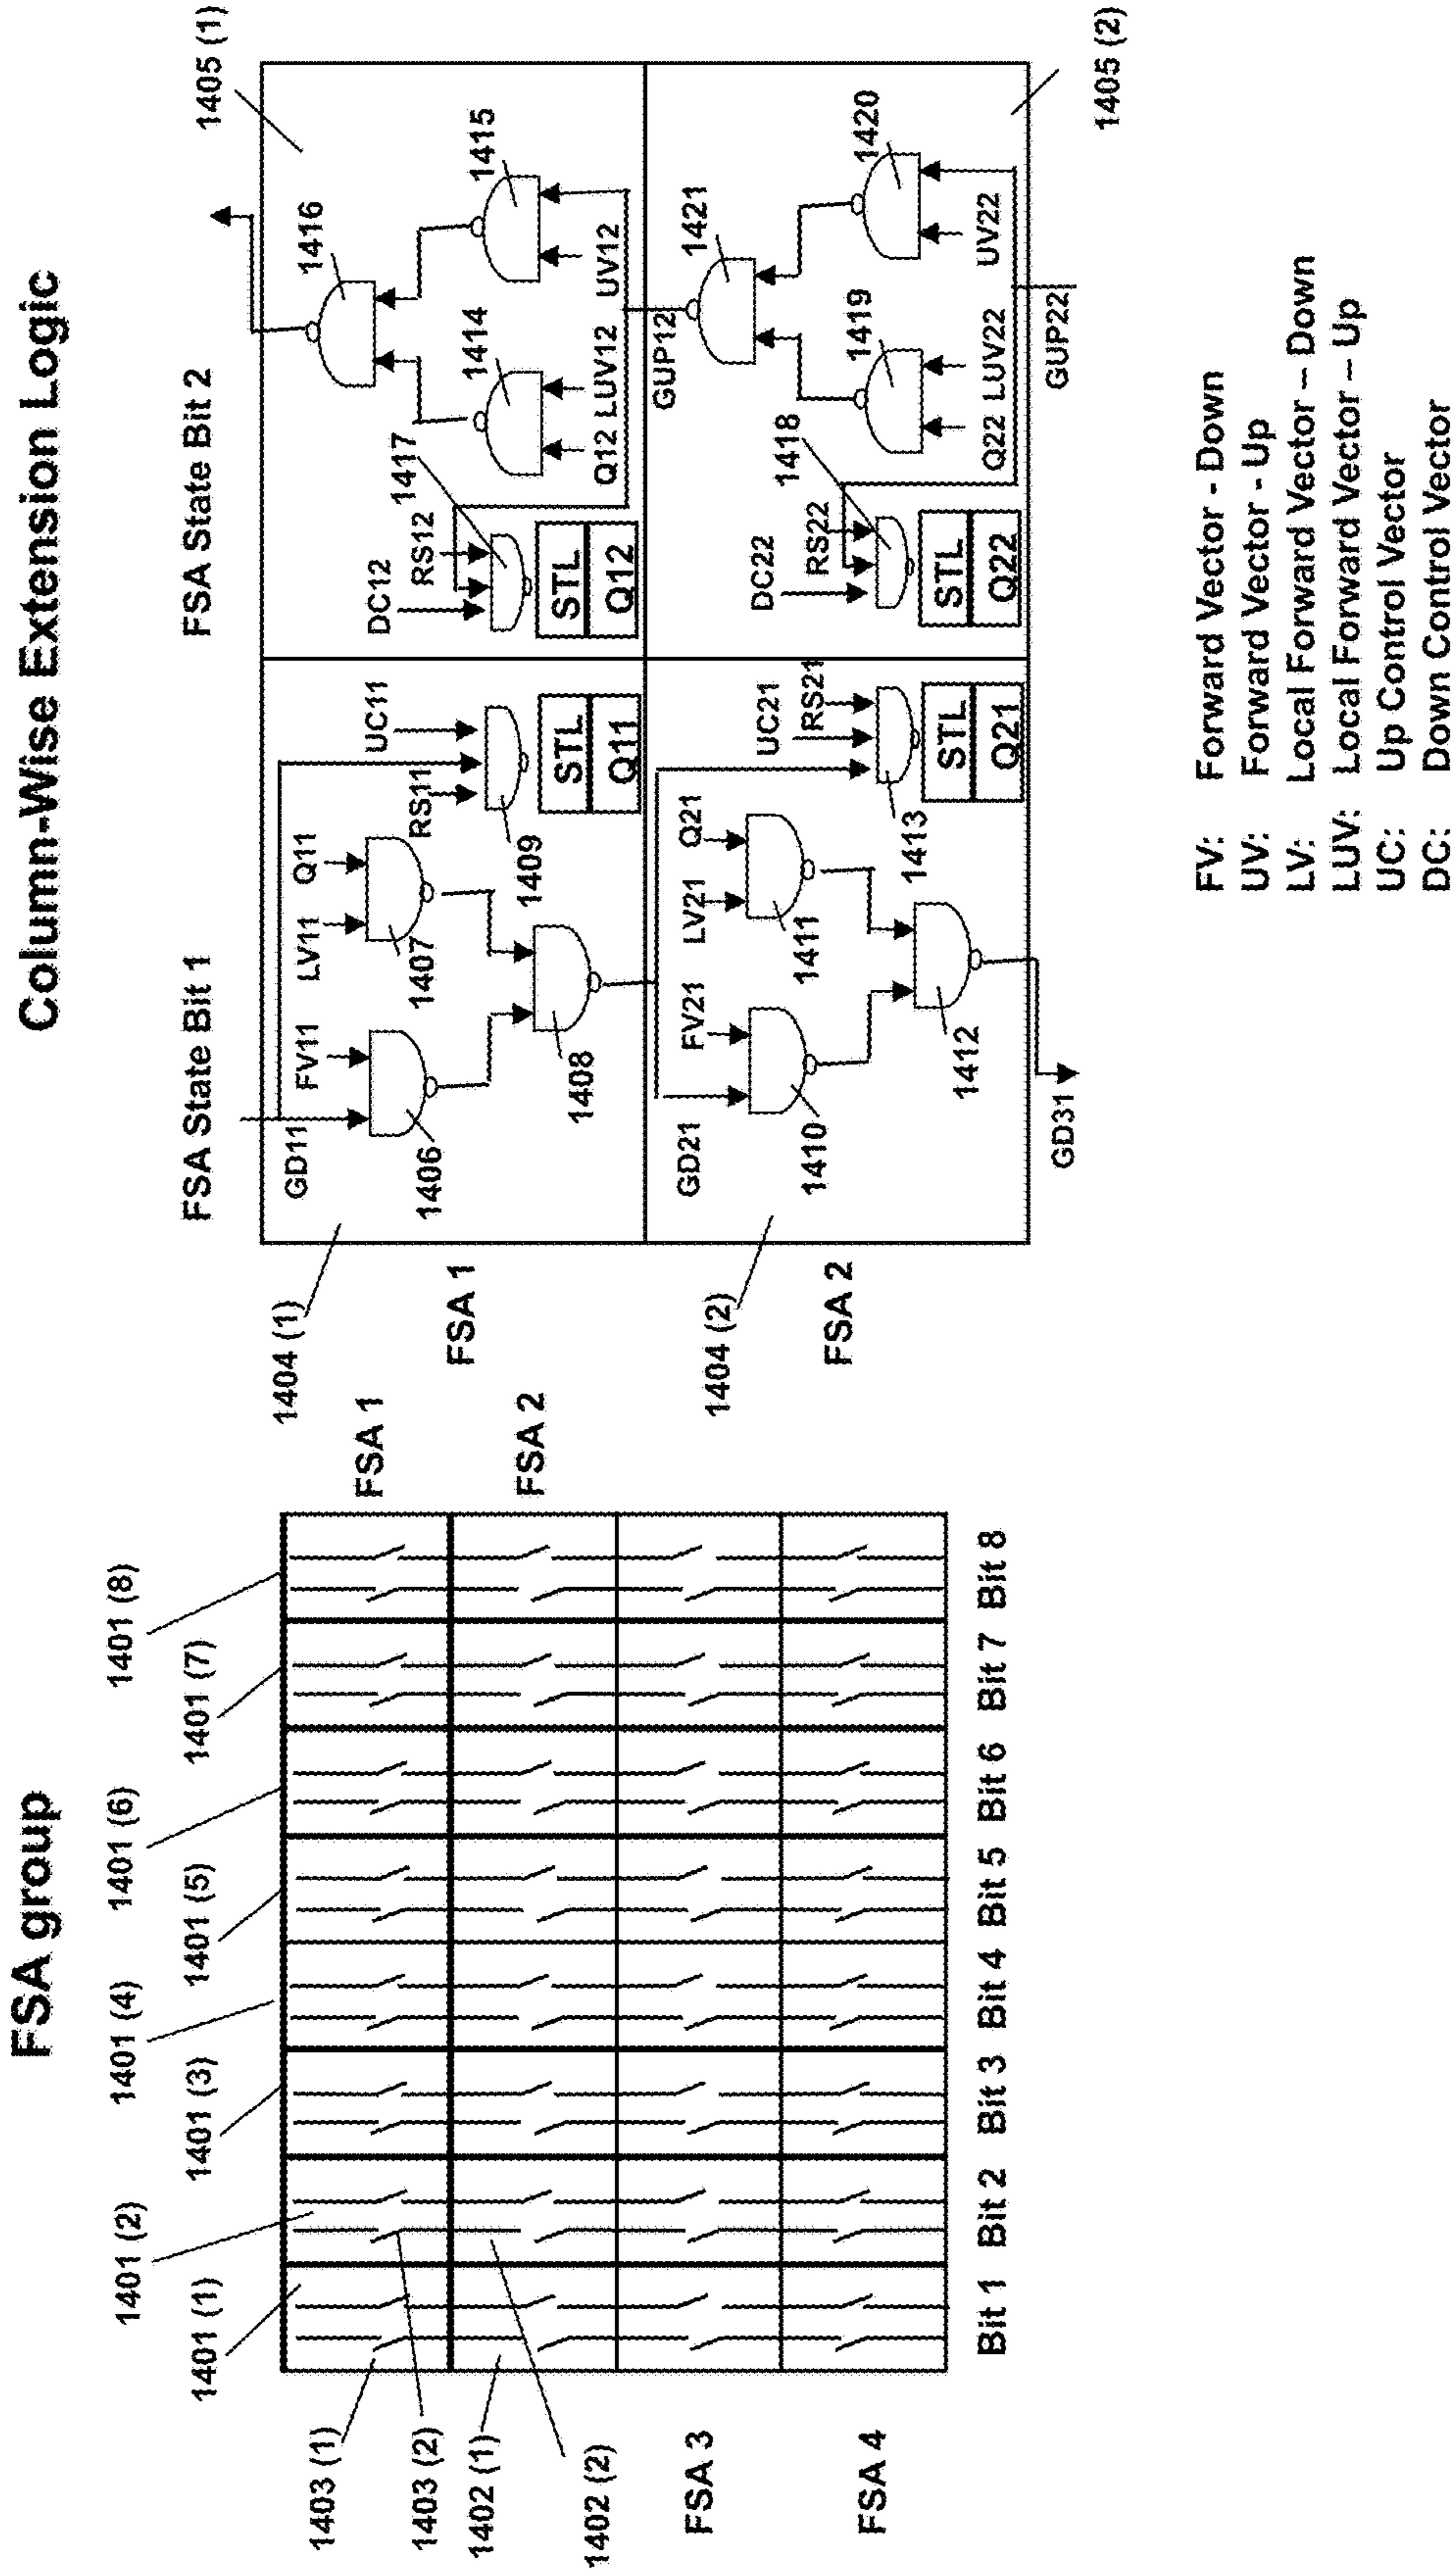 FSA group
1401 (1)
1401 (2)
1401 (3)
1401 (4)
1401 (5)
1401 (6)
1401 (7)
1401 (8)
1403 (1)
1403 (2)
1402 (1)
1402 (2)
FSA 3
FSA 4
FSA 1
FSA 2
Bit 1 Bit 2 Bit 3 Bit 4 Bit 5 Bit 6 Bit 7 Bit 8
Column-Wise Extension Logic
FSA State Bit 1
FSA State Bit 2
1404 (1)
FSA 1
1404 (2)
FSA 2
1405 (1)
1405 (2)
GD11
FV11
LV11
Q11
RS11
UC11
1406
1407
1408
1409
STL
Q11
GD21
FV21
LV21
Q21
UC21
RS21
1410
1411
1412
1413
STL
Q21
GD31
DC12
RS12
1417
1414
1415
1416
STL
Q12
Q12 LUV12 UV12
GUP12
DC22
RS22
1418
1419
1420
1421
STL
Q22
Q22 LUV22 UV22
GUP22
FV: Forward Vector - Down
UV: Forward Vector - Up
LV: Local Forward Vector – Down
LUV: Local Forward Vector – Up
UC: Up Control Vector
DC: Down Control Vector